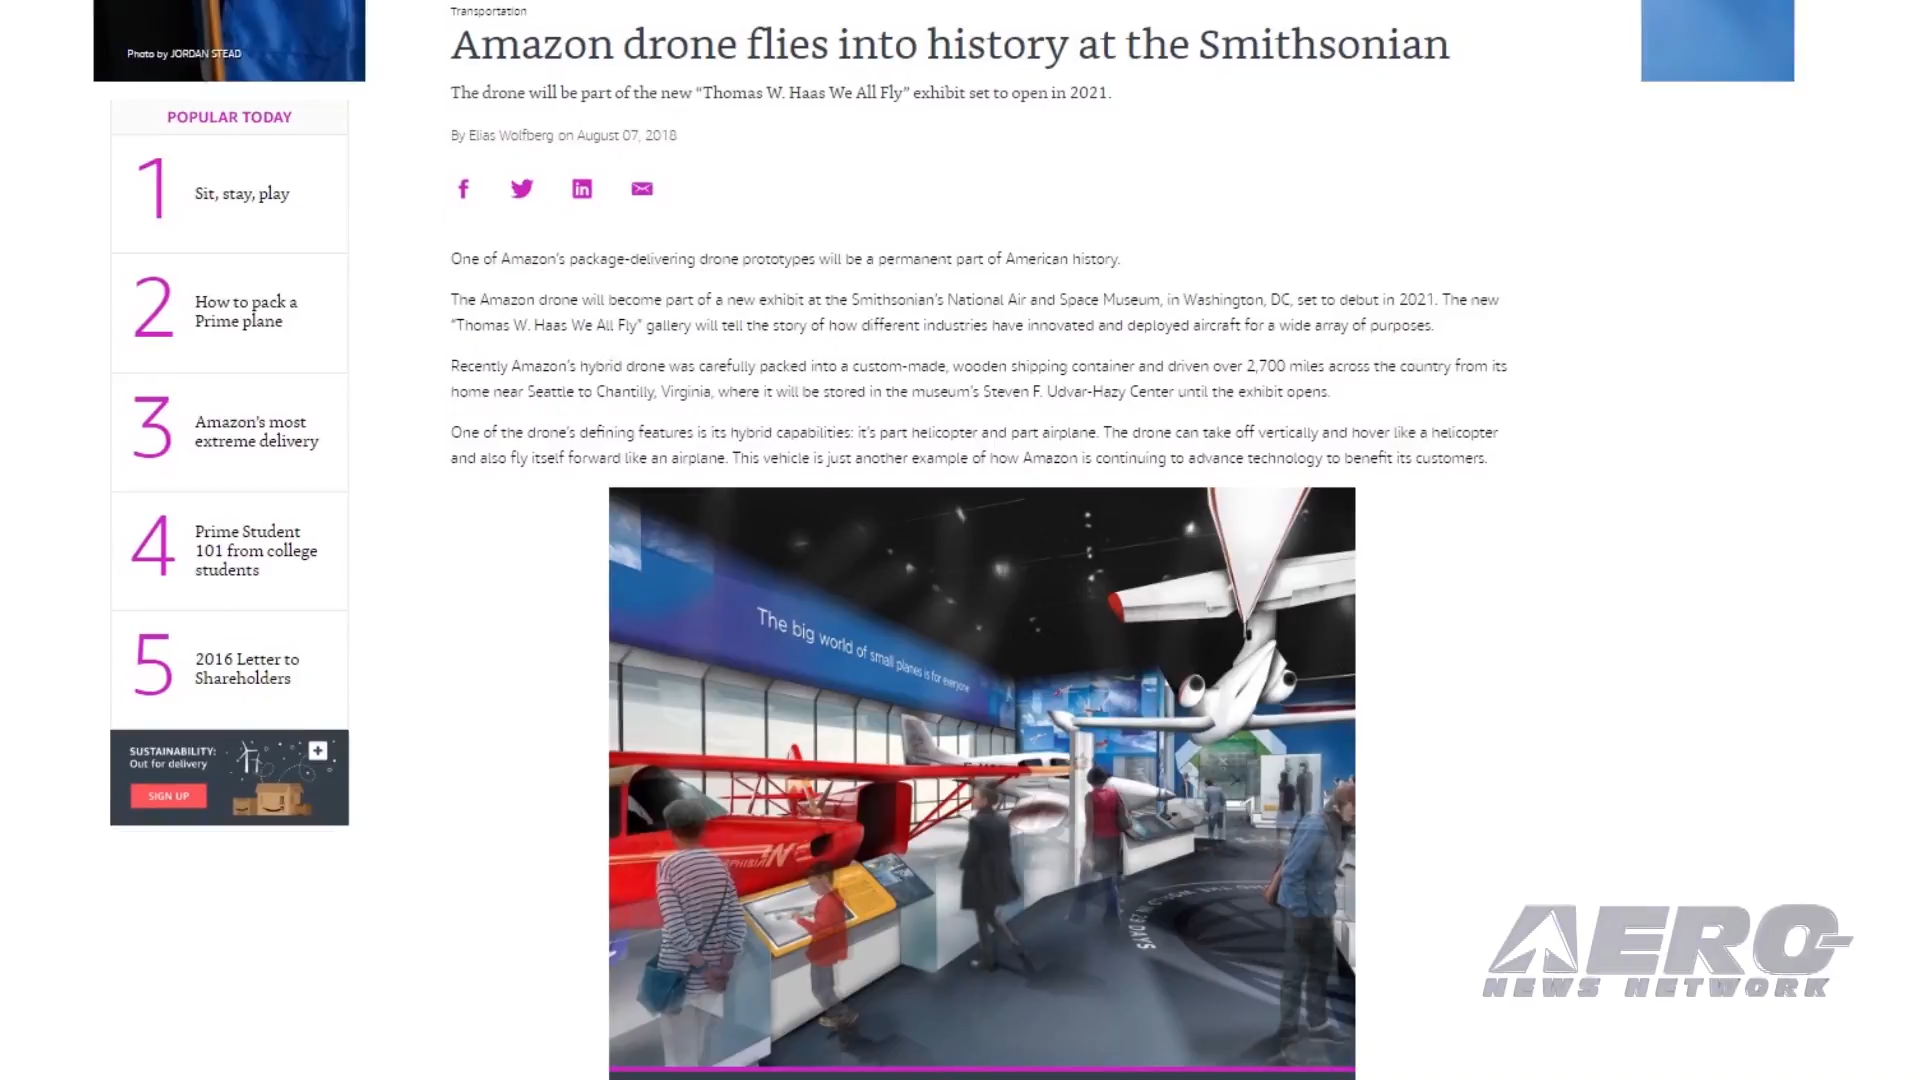 Transportation
Amazon drone flies into history at the Smithsonian
The drone will be part of the new “Thomas W. Haas We All Fly” exhibit set to open in 2021.
By Elias Wolfberg on August 07, 2018
Photo by JORDAN STEAD
POPULAR TODAY
1
Sit, stay, play
2
How to pack a
Prime plane
3
Amazon's most
extreme delivery
4
Prime Student
101 from college
students
5
2016 Letter to
Shareholders
SUSTAINABILITY:
Out for delivery
SIGN UP
One of Amazon’s package-delivering drone prototypes will be a permanent part of American history.
The Amazon drone will become part of a new exhibit at the Smithsonian’s National Air and Space Museum, in Washington, DC, set to debut in 2021. The new
“Thomas W. Haas We All Fly” gallery will tell the story of how different industries have innovated and deployed aircraft for a wide array of purposes.
Recently Amazon’s hybrid drone was carefully packed into a custom-made, wooden shipping container and driven over 2,700 miles across the country from its
home near Seattle to Chantilly, Virginia, where it will be stored in the museum’s Steven F. Udvar-Hazy Center until the exhibit opens.
One of the drone’s defining features is its hybrid capabilities: it’s part helicopter and part airplane. The drone can take off vertically and hover like a helicopter
and also fly itself forward like an airplane. This vehicle is just another example of how Amazon is continuing to advance technology to benefit its customers.
The big world of small planes is for everyone
29 DAYS
AERO
NEWS NETWORK